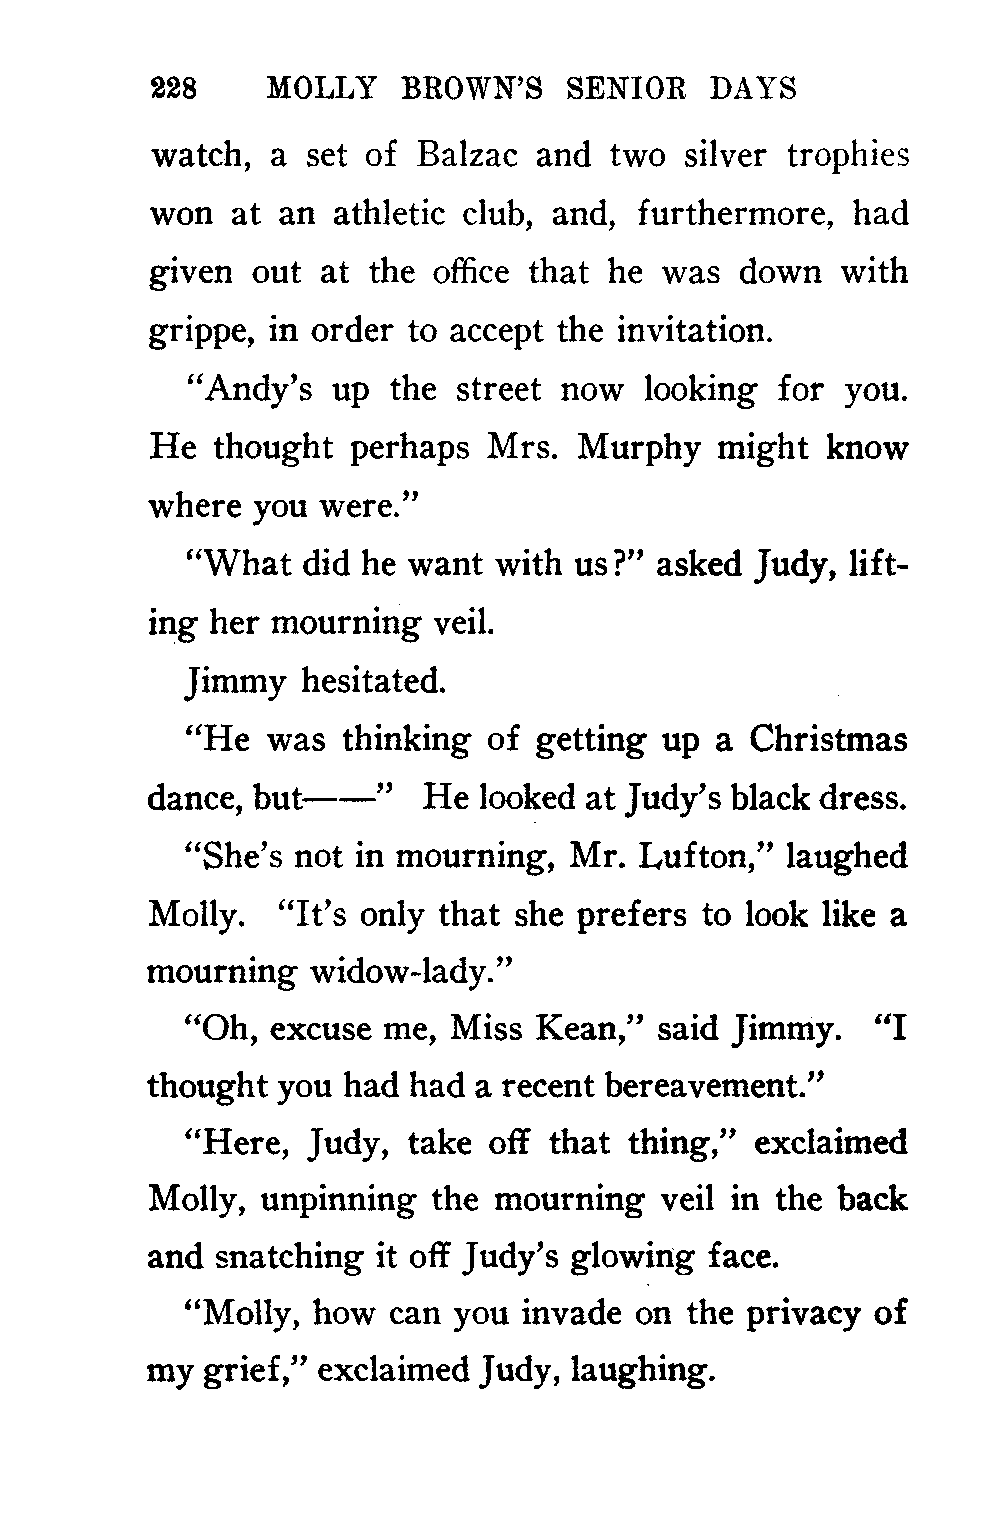 228 MOLLY BROWN'S SENIOR DAYS
watch, a set of Balzac and two silver trophies
won at an athletic club, and, furthermore, had
given out at the office that he was down with
grippe, in order to accept the invitation.
“Andy’s up the street now looking for you.
He thought perhaps Mrs. Murphy might know
where you were.”
“What did he want with us?” asked Judy, lift-
ing her mourning veil.
Jimmy hesitated.
“He was thinking of getting up a Christmas
dance, but——” He looked at Judy’s black dress.
“She’s not in mourning, Mr. Lufton,” laughed
Molly. “It’s only that she prefers to look like a
mourning widow-lady.”
“Oh, excuse me, Miss Kean,” said Jimmy. “I
thought you had had a recent bereavement.”
“Here, Judy, take off that thing,” exclaimed
Molly, unpinning the mourning veil in the back
and snatching it off Judy’s glowing face.
“Molly, how can you invade on the privacy of
my grief,” exclaimed Judy, laughing.